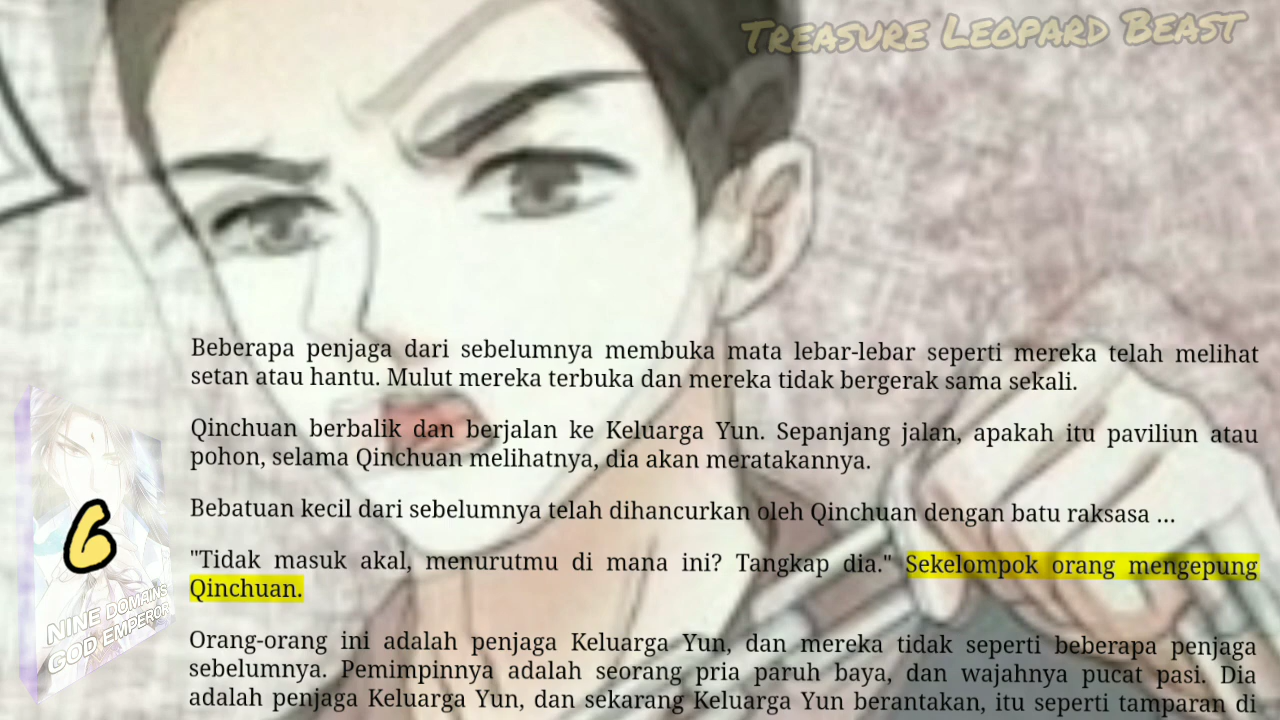 Treasure Leopard Beast
Beberapa penjaga dari sebelumnya membuka mata lebar-lebar seperti mereka telah melihat
setan atau hantu. Mulut mereka terbuka dan mereka tidak bergerak sama sekali.
Qinchuan berbalik dan berjalan ke Keluarga Yun. Sepanjang jalan, apakah itu paviliun atau
pohon, selama Qinchuan melihatnya, dia akan meratakannya.
Bebatuan kecil dari sebelumnya telah dihancurkan oleh Qinchuan dengan batu raksasa ...
"Tidak masuk akal, menurutmu di mana ini? Tangkap dia." Sekelompok orang mengepung
Qinchuan.
Orang-orang ini adalah penjaga Keluarga Yun, dan mereka tidak seperti beberapa penjaga
sebelumnya. Pemimpinnya adalah seorang pria paruh baya, dan wajahnya pucat pasi. Dia
adalah penjaga Keluarga Yun, dan sekarang Keluarga Yun berantakan, itu seperti tamparan di
6
NINE DOMAINS
GOD EMPEROR